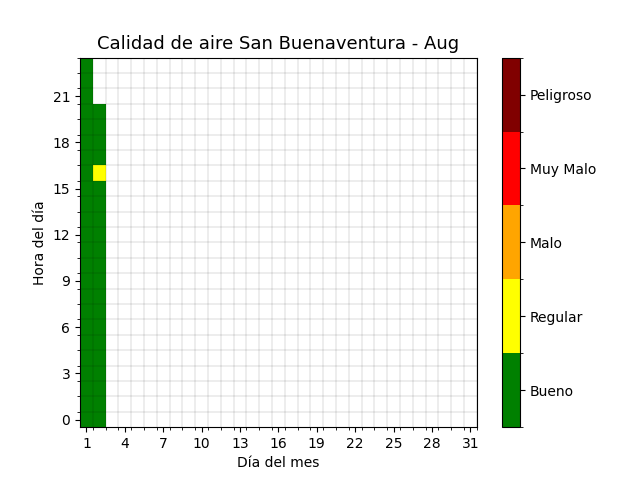 Calidad de aire San Buenaventura - Aug
21
18
15
12
9
6
3
0
Hora del día
1 4 7 10 13 16 19 22 25 28 31
Día del mes
Peligroso
Muy Malo
Malo
Regular
Bueno